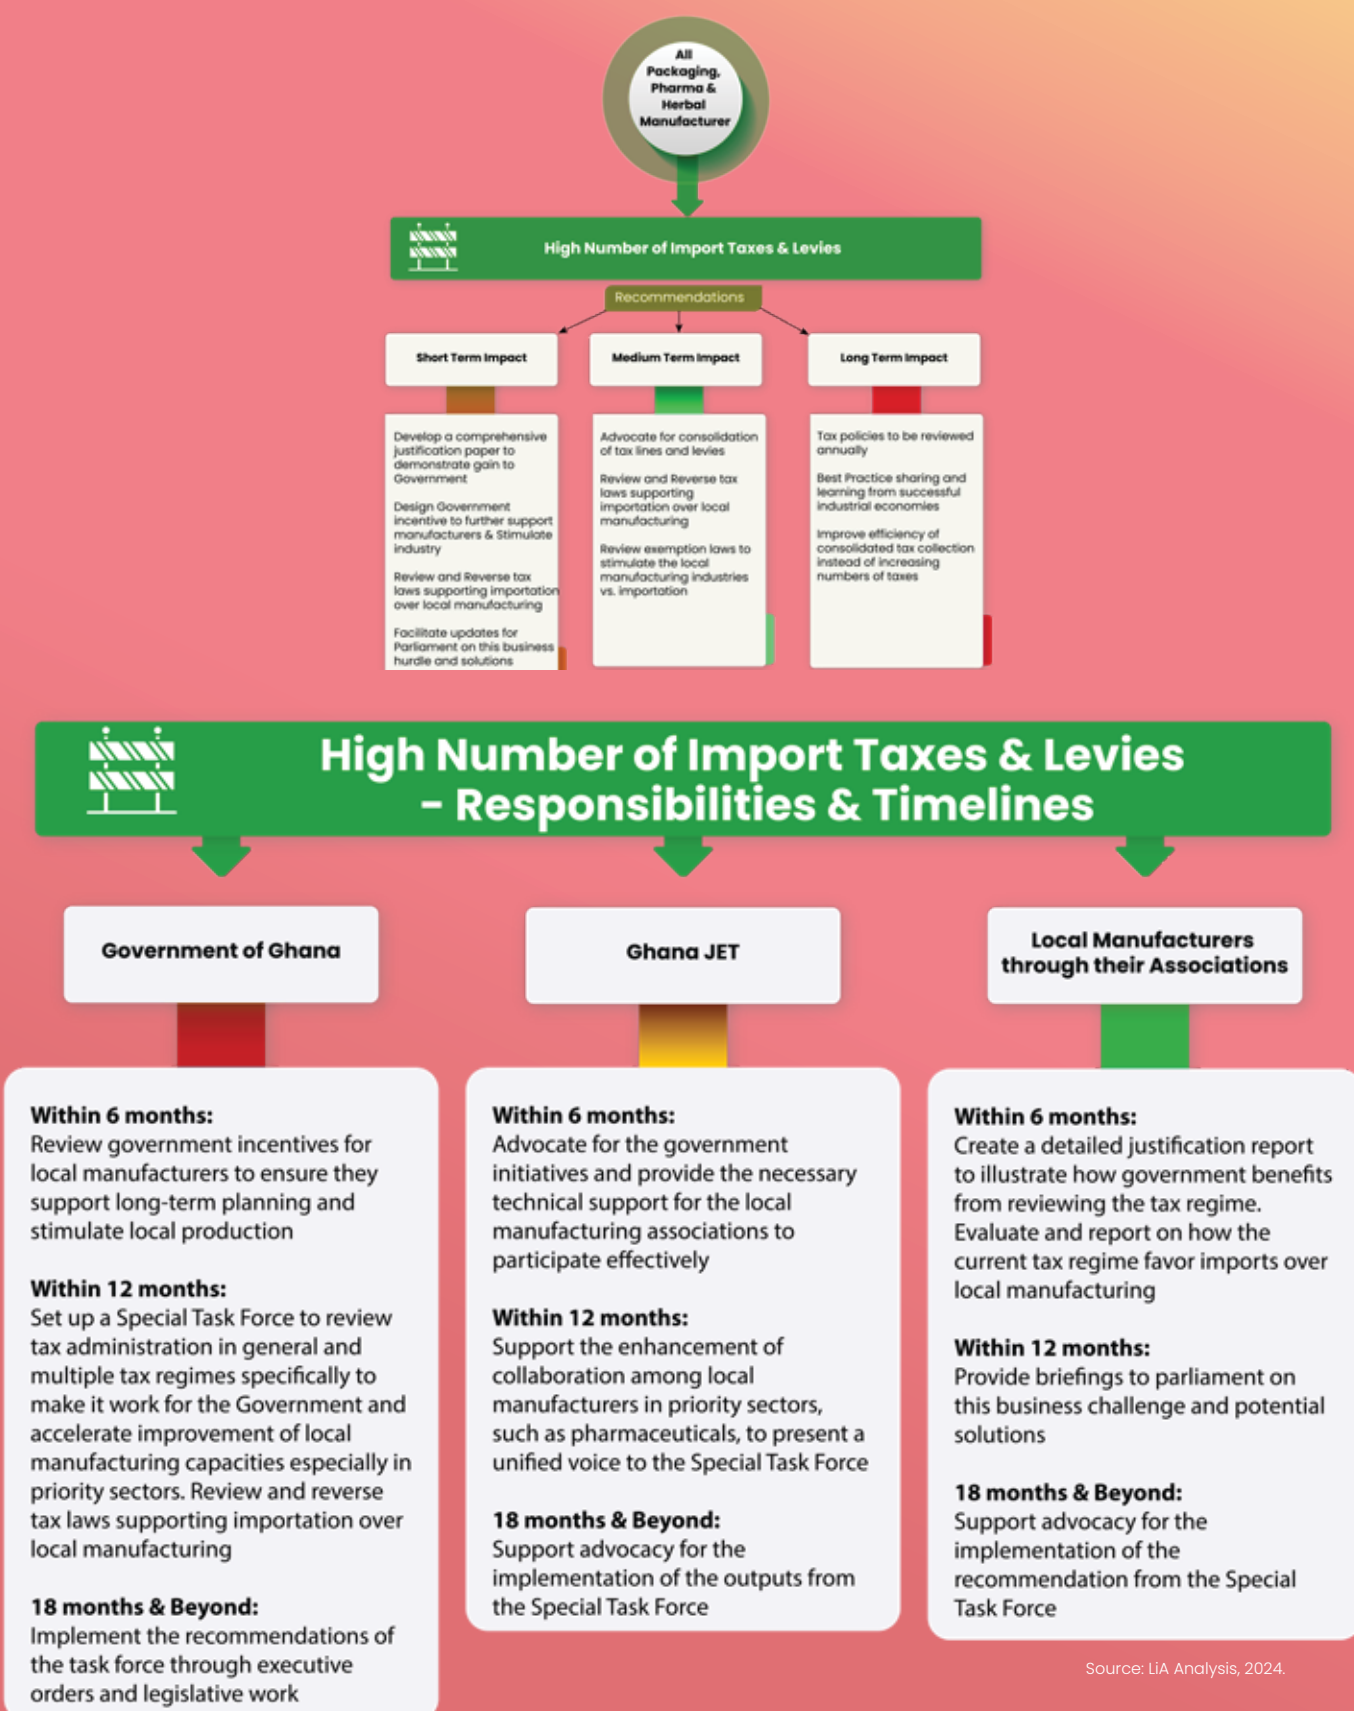 All
Packaging,
Pharma &
Herbal
Manufacturer
High Number of Import Taxes & Levies
Recommendations
Short Term Impact
Develop a comprehensive
justification paper to
demonstrate gain to
Government
Design Government
incentive to further support
manufacturers & Stimulate
industry
Review and Reverse tax
laws supporting importation
over local manufacturing
Facilitate updates for
Parliament on this business
hurdle and solutions
Medium Term Impact
Advocate for consolidation
of tax lines and levies
Review and Reverse tax
laws supporting
importation over local
manufacturing
Review exemption laws to
stimulate the local
manufacturing industries
vs. importation
Long Term Impact
Tax policies to be reviewed
annually
Best Practice sharing and
learning from successful
industrial economies
Improve efficiency of
consolidated tax collection
instead of increasing
numbers of taxes
High Number of Import Taxes & Levies
- Responsibilities & Timelines
Government of Ghana
Within 6 months:
Review government incentives for
local manufacturers to ensure they
support long-term planning and
stimulate local production
Within 12 months:
Set up a Special Task Force to review
tax administration in general and
multiple tax regimes specifically to
make it work for the Government and
accelerate improvement of local
manufacturing capacities especially in
priority sectors. Review and reverse
tax laws supporting importation over
local manufacturing
18 months & Beyond:
Implement the recommendations of
the task force through executive
orders and legislative work
Ghana JET
Within 6 months:
Advocate for the government
initiatives and provide the necessary
technical support for the local
manufacturing associations to
participate effectively
Within 12 months:
Support the enhancement of
collaboration among local
manufacturers in priority sectors,
such as pharmaceuticals, to present a
unified voice to the Special Task Force
18 months & Beyond:
Support advocacy for the
implementation of the outputs from
the Special Task Force
Local Manufacturers
through their Associations
Within 6 months:
Create a detailed justification report
to illustrate how government benefits
from reviewing the tax regime.
Evaluate and report on how the
current tax regime favor imports over
local manufacturing
Within 12 months:
Provide briefings to parliament on
this business challenge and potential
solutions
18 months & Beyond:
Support advocacy for the
implementation of the
recommendation from the Special
Task Force
Source: LiA Analysis, 2024.